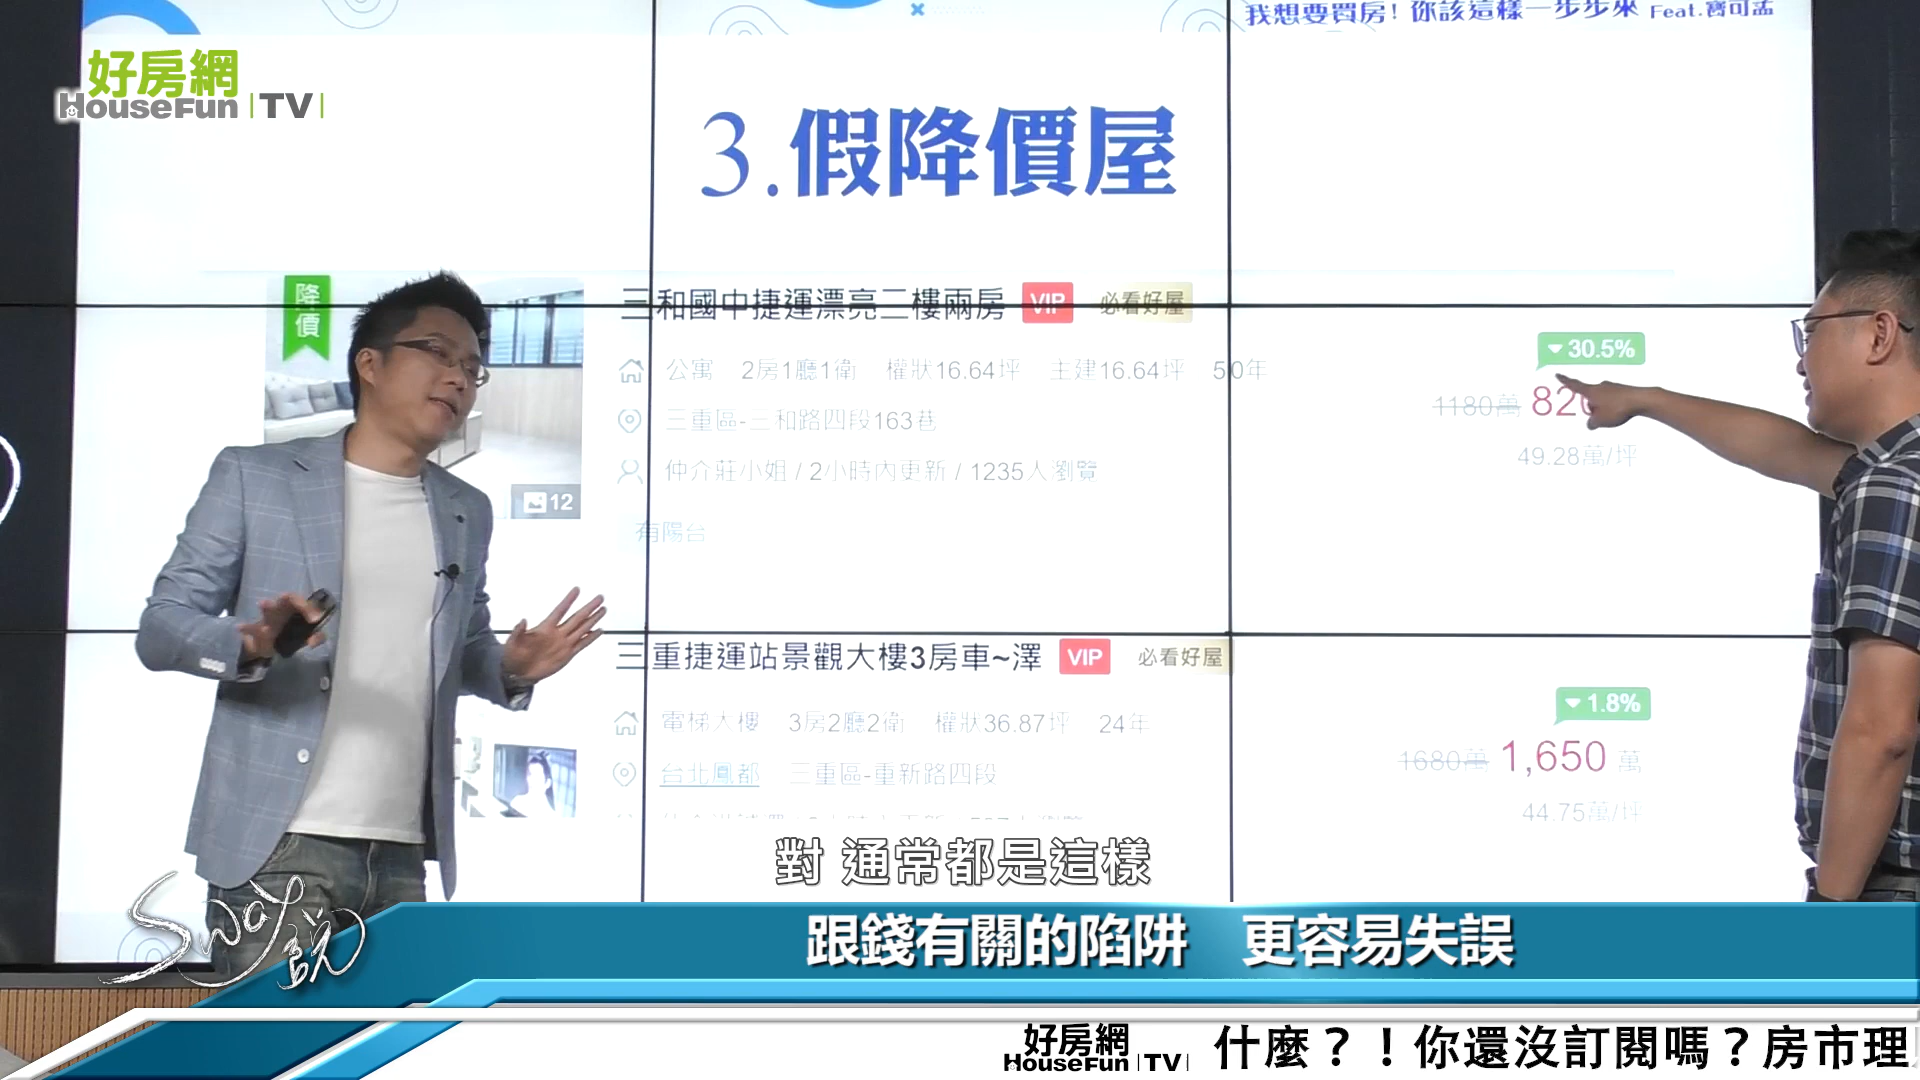 我想要買房! 你該這樣一步步來 Feat.寶可孟
好房網
HouseFun TV
3.假降價屋
降價
三和國中捷運漂亮二樓兩房 VIP 必看好屋
公寓 2房1廳1衛 權狀16.64坪 主建16.64坪 50年
三重區-三和路四段163巷
仲介莊小姐 / 2小時內更新 / 1235人瀏覽
有陽台
12
30.5%
1180萬 820
49.28萬/坪
三重捷運站景觀大樓3房車~澤 VIP 必看好屋
電梯大樓 3房2廳2衛 權狀36.87坪 24年
台北鳳都 三重區-重新路四段
1.8%
1680萬 1,650 萬
44.75萬/坪
對 通常都是這樣
Sway說
跟錢有關的陷阱 更容易失誤
好房網
HouseFun TV
什麼？！你還沒訂閱嗎？房市理